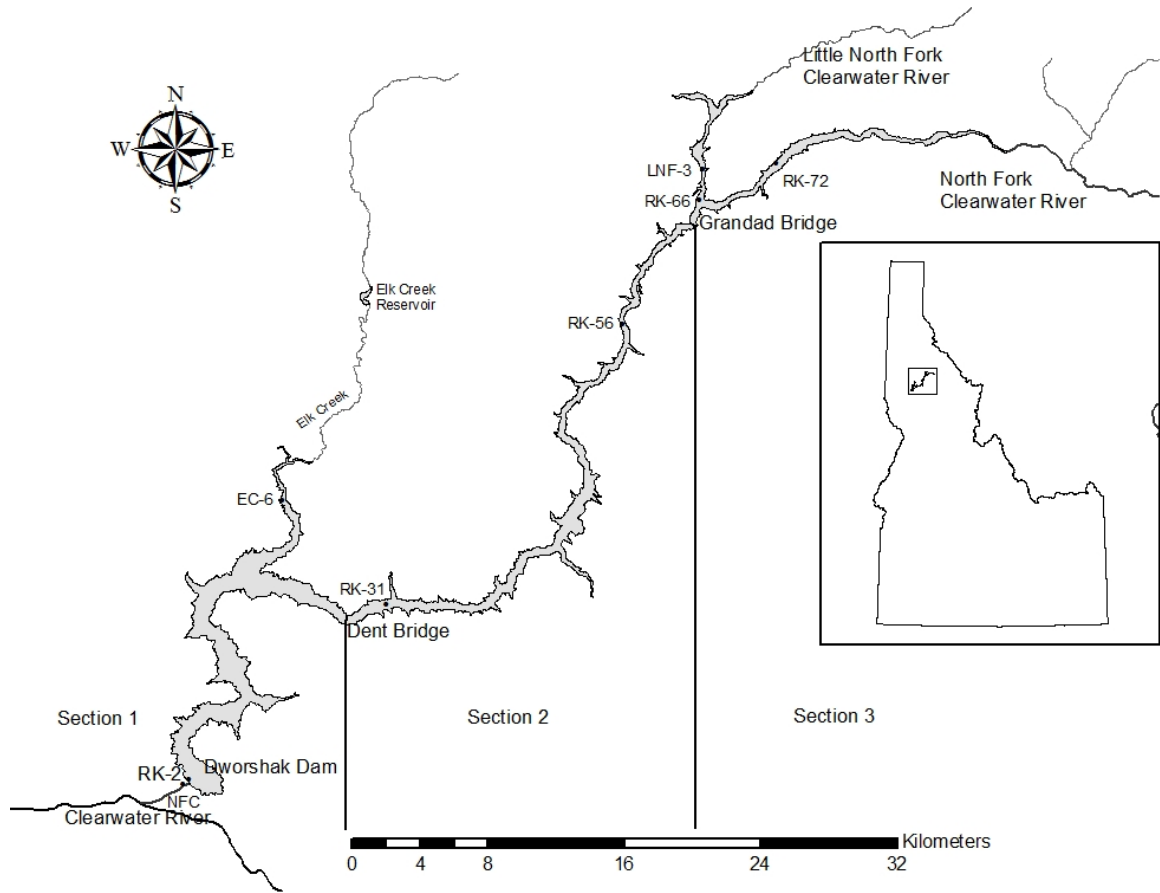 Little North Fork
Clearwater River
N
W
E
S
LNF-3
RK-72
RK-66
North Fork
Clearwater River
Grandad Bridge
Elk Creek
Reservoir
RK-56
Elk Creek
EC-6
RK-31
Dent Bridge
Section 1
Section 2
Section 3
Dworshak Dam
RK-2
NFC
Clearwater River
Kilometers
0 2 4 8 16 24 32